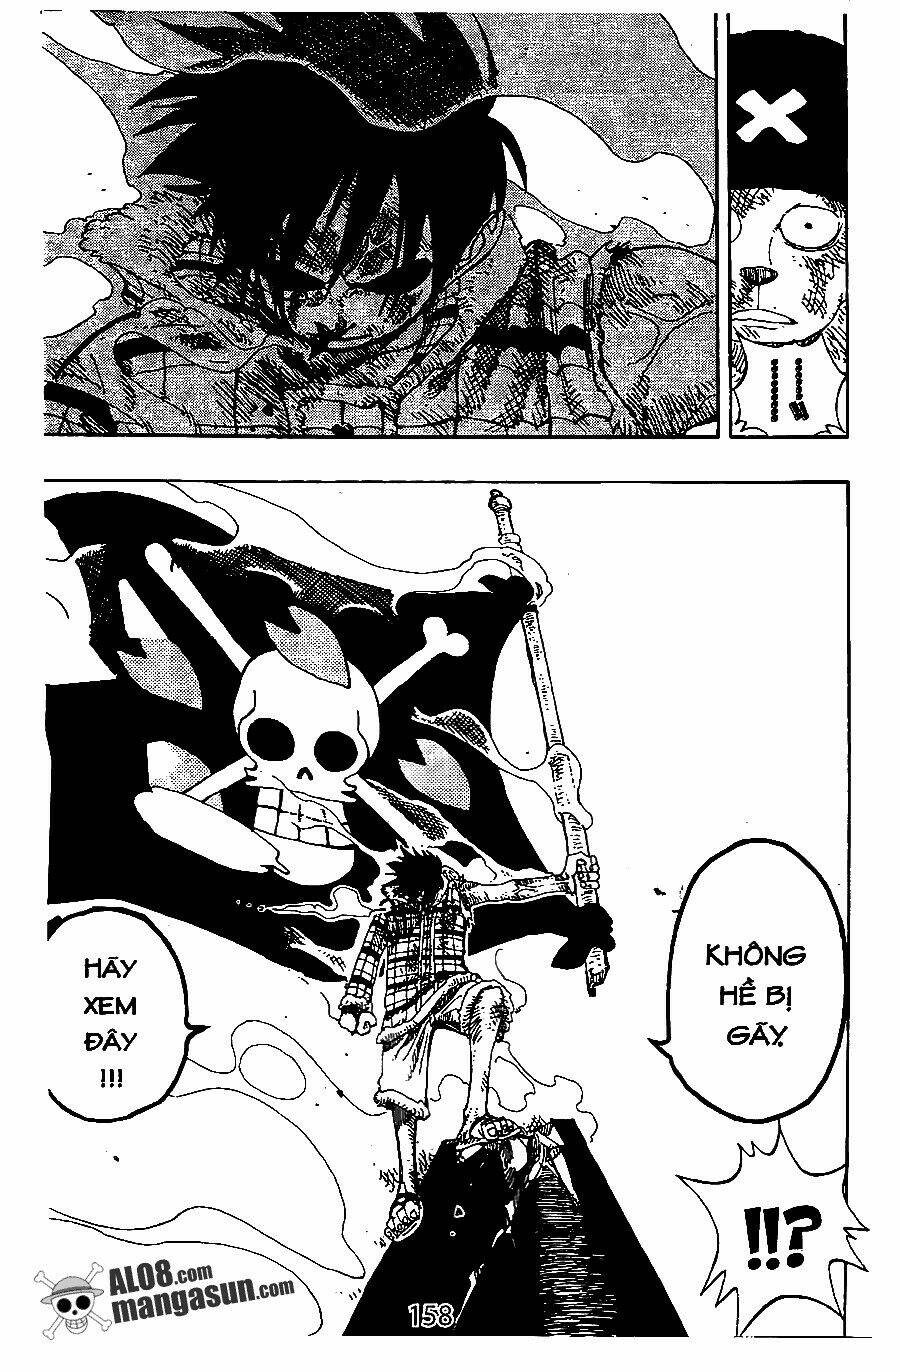 KHÔNG
HỀ BỊ
GÃY.
HÃY
XEM
ĐÂY
!!!
!!?
AL08.com
mangasun.com
158